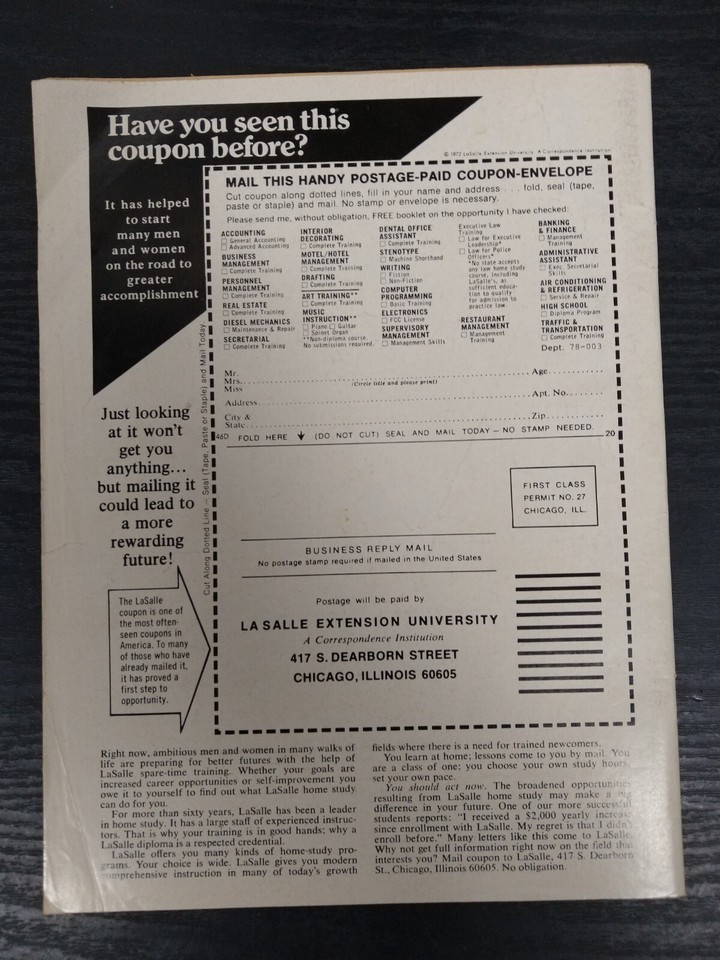 Have you seen this
coupon before?
© 1972 LaSalle Extension University A Correspondence Institution
It has helped
to start
many men
and women
on the road to
greater
accomplishment
Just looking
at it won't
get you
anything...
but mailing it
could lead to
a more
rewarding
future!
The LaSalle
coupon is one of
the most often-
seen coupons in
America. To many
of those who have
already mailed it,
it has proved a
first step to
opportunity.
Cut Along Dotted Line — Seal (Tape, Paste or Staple) and Mail Today
MAIL THIS HANDY POSTAGE-PAID COUPON-ENVELOPE
Cut coupon along dotted lines, fill in your name and address . . . fold, seal (tape,
paste or staple) and mail. No stamp or envelope is necessary.
Please send me, without obligation, FREE booklet on the opportunity I have checked:
ACCOUNTING
General Accounting
Advanced Accounting
BUSINESS
MANAGEMENT
Complete Training
PERSONNEL
MANAGEMENT
Complete Training
REAL ESTATE
Complete Training
DIESEL MECHANICS
Maintenance & Repair
SECRETARIAL
Complete Training
INTERIOR
DECORATING
Complete Training
MOTEL/HOTEL
MANAGEMENT
Complete Training
DRAFTING
Complete Training
ART TRAINING**
Complete Training
MUSIC
INSTRUCTION**
Piano Guitar
Spinet Organ
**Non-diploma course.
No submissions required.
DENTAL OFFICE
ASSISTANT
Complete Training
STENOTYPE
Machine Shorthand
WRITING
Fiction
Non-Fiction
COMPUTER
PROGRAMMING
Basic Training
ELECTRONICS
FCC License
SUPERVISORY
MANAGEMENT
Management Skills
Executive Law
Training
Law for Executive
Leadership*
Law for Police
Officers*
*No state accepts
any law home study
course, including
LaSalle's, as
sufficient educa-
tion to qualify
for admission to
practice law
RESTAURANT
MANAGEMENT
Management
Training
BANKING
& FINANCE
Management
Training
ADMINISTRATIVE
ASSISTANT
Exec. Secretarial
Skills
AIR CONDITIONING
& REFRIGERATION
Service & Repair
HIGH SCHOOL
Diploma Program
TRAFFIC &
TRANSPORTATION
Complete Training
Dept. 78-003
Mr.
Mrs.
Miss
(Circle title and please print)
Age
Address
Apt. No.
City &
State
Zip
46D FOLD HERE (DO NOT CUT) SEAL AND MAIL TODAY — NO STAMP NEEDED. 20
FIRST CLASS
PERMIT NO. 27
CHICAGO, ILL.
BUSINESS REPLY MAIL
No postage stamp required if mailed in the United States
Postage will be paid by
LA SALLE EXTENSION UNIVERSITY
A Correspondence Institution
417 S. DEARBORN STREET
CHICAGO, ILLINOIS 60605
Right now, ambitious men and women in many walks of
life are preparing for better futures with the help of
LaSalle spare-time training. Whether your goals are
increased career opportunities or self-improvement you
owe it to yourself to find out what LaSalle home study
can do for you.
For more than sixty years, LaSalle has been a leader
in home study. It has a large staff of experienced instruc-
tors. That is why your training is in good hands; why a
LaSalle diploma is a respected credential.
LaSalle offers you many kinds of home-study pro-
grams. Your choice is wide. LaSalle gives you modern
comprehensive instruction in many of today's growth
fields where there is a need for trained newcomers.
You learn at home; lessons come to you by mail. You
are a class of one; you choose your own study hours,
set your own pace.
You should act now. The broadened opportunities
resulting from LaSalle home study may make a big
difference in your future. One of our more successful
students reports: "I received a $2,000 yearly increase
since enrollment with LaSalle. My regret is that I didn't
enroll before." Many letters like this come to LaSalle.
Why not get full information right now on the field that
interests you? Mail coupon to LaSalle, 417 S. Dearborn
St., Chicago, Illinois 60605. No obligation.